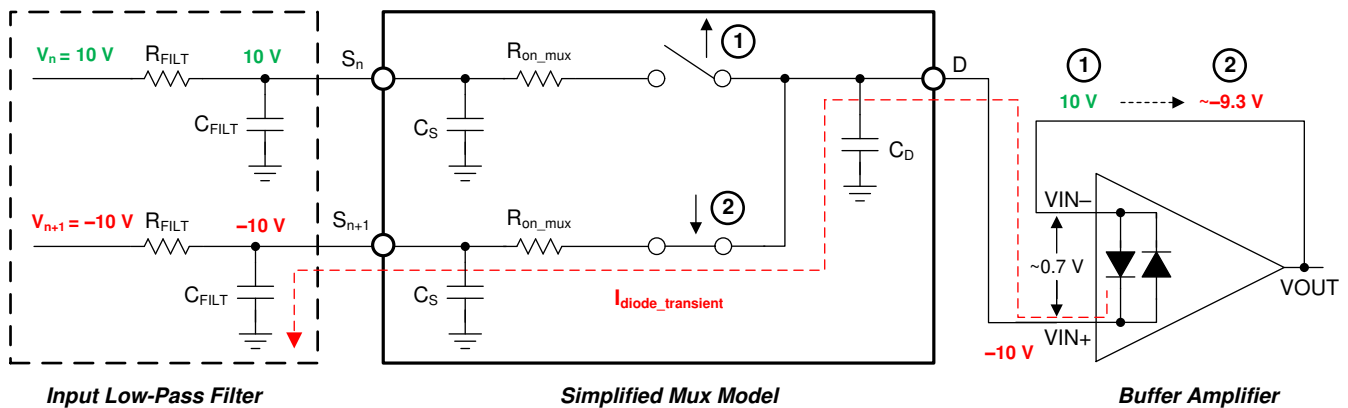 Vn = 10 V
RFILT
10 V
Sn
Ron_mux
1
D
1
2
10 V
~–9.3 V
CFILT
CS
CD
Vn+1 = –10 V
RFILT
–10 V
Sn+1
Ron_mux
2
VIN–
~0.7 V
CFILT
CS
Idiode_transient
VOUT
VIN+
–10 V
Input Low-Pass Filter
Simplified Mux Model
Buffer Amplifier